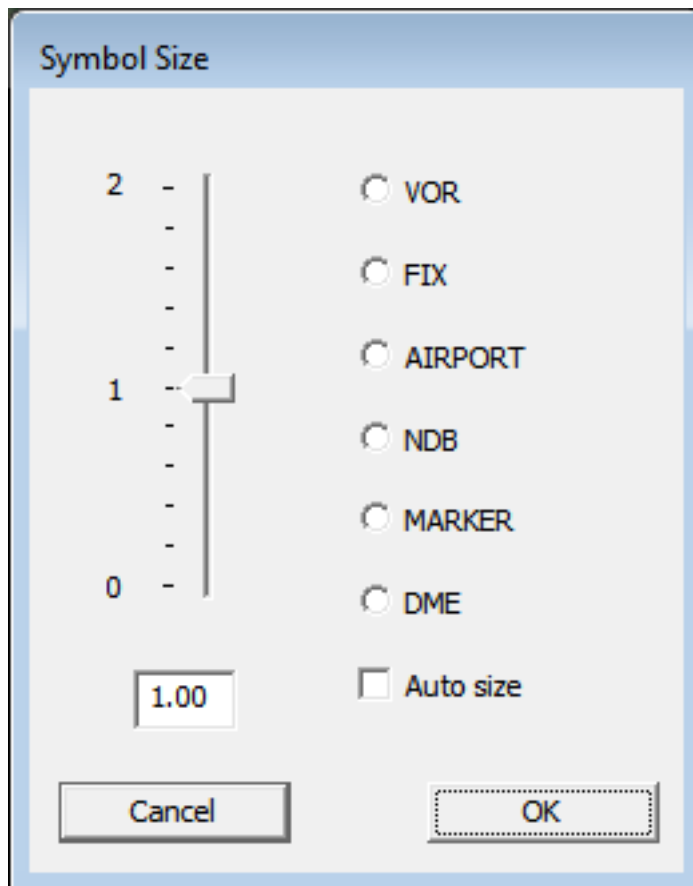 Symbol Size
2
VOR
FIX
AIRPORT
1
NDB
MARKER
0
DME
1.00
Auto size
Cancel
OK